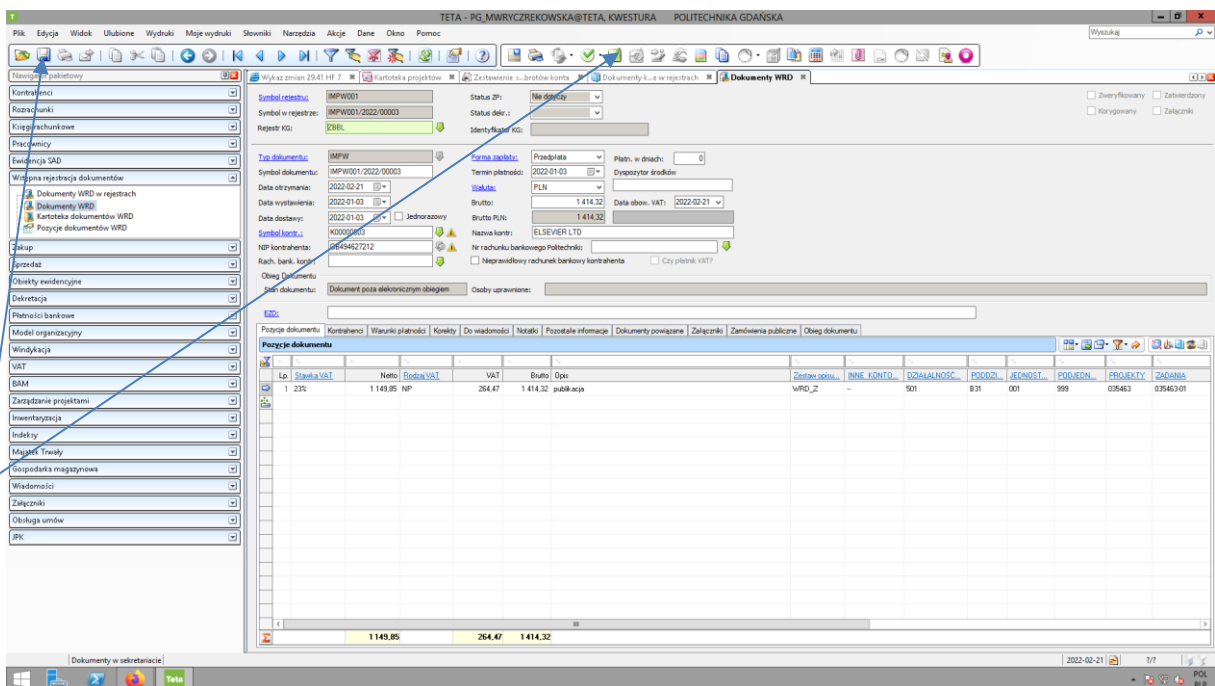 TETA - PG_MWRYCZREKOWSKA@TETA, KWESTURA POLITECHNIKA GDAŃSKA
Plik Edycja Widok Ulubione Wydruki Moje wydruki Słowniki Narzędzia Akcje Dane Okno Pomoc Wyszukaj
Nawigator pakietowy
Wykaz zmian 29.41 HF 7 Kartoteka projektów Zestawienie s...brotów konta Dokumenty k...e w rejestrach Dokumenty WRD
Kontrahenci
Rozrachunki
Księgi rachunkowe
Pracownicy
Ewidencja ŚAD
Wstępna rejestracja dokumentów
Dokumenty WRD w rejestrach
Dokumenty WRD
Kartoteka dokumentów WRD
Pozycje dokumentów WRD
Zakup
Sprzedaż
Obiekty ewidencyjne
Dekretacja
Płatności bankowe
Model organizacyjny
Windykacja
VAT
BAM
Zarządzanie projektami
Inwentaryzacja
Indeksy
Majątek Trwały
Gospodarka magazynowa
Wiadomości
Załączniki
Obsługa umów
JPK
Symbol rejestru: IMPW001 Status ZP: Nie dotyczy Zweryfikowany Zatwierdzony
Symbol w rejestrze: IMPW001/2022/00003 Status dekr.: Korygowany Załączniki
Rejestr KG: ZBBL Identyfikator KG:
Typ dokumentu: IMPW Forma zapłaty: Przedpłata Płatn. w dniach: 0
Symbol dokumentu: IMPW001/2022/00003 Termin płatności: 2022-01-03 Dyspozytor środków
Data otrzymania: 2022-02-21 Waluta: PLN
Data wystawienia: 2022-01-03 Brutto: 1 414,32 Data obow. VAT: 2022-02-21
Data dostawy: 2022-01-03 Jednorazowy Brutto PLN: 1 414,32
Symbol kontr.: K00000803 Nazwa kontr: ELSEVIER LTD
NIP kontrahenta: GB494627212 Nr rachunku bankowego Politechniki:
Rach. bank. kontr: Nieprawidłowy rachunek bankowy kontrahenta Czy płatnik VAT?
Obieg Dokumentu
Stan dokumentu: Dokument poza elekronicznym obiegiem Osoby uprawnione:
EZD:
Pozycje dokumentu Kontrahenci Warunki płatności Korekty Do wiadomości Notatki Pozostałe informacje Dokumenty powiązane Załączniki Zamówienia publiczne Obieg dokumentu
Pozycje dokumentu
Lp. Stawka VAT Netto Rodzaj VAT VAT Brutto Opis Zestaw opisu... INNE_KONTO... DZIAŁALNOŚĆ... PODDZI... JEDNOST... PODJEDN... PROJEKTY ZADANIA
1 23% 1 149,85 NP 264,47 1 414,32 publikacja WRD_Z – 501 B31 001 999 035463 035463-01
1 149,85 264,47 1 414,32
Dokumenty w sekretariacie 2022-02-21 ?/?
Teta POL
PLP